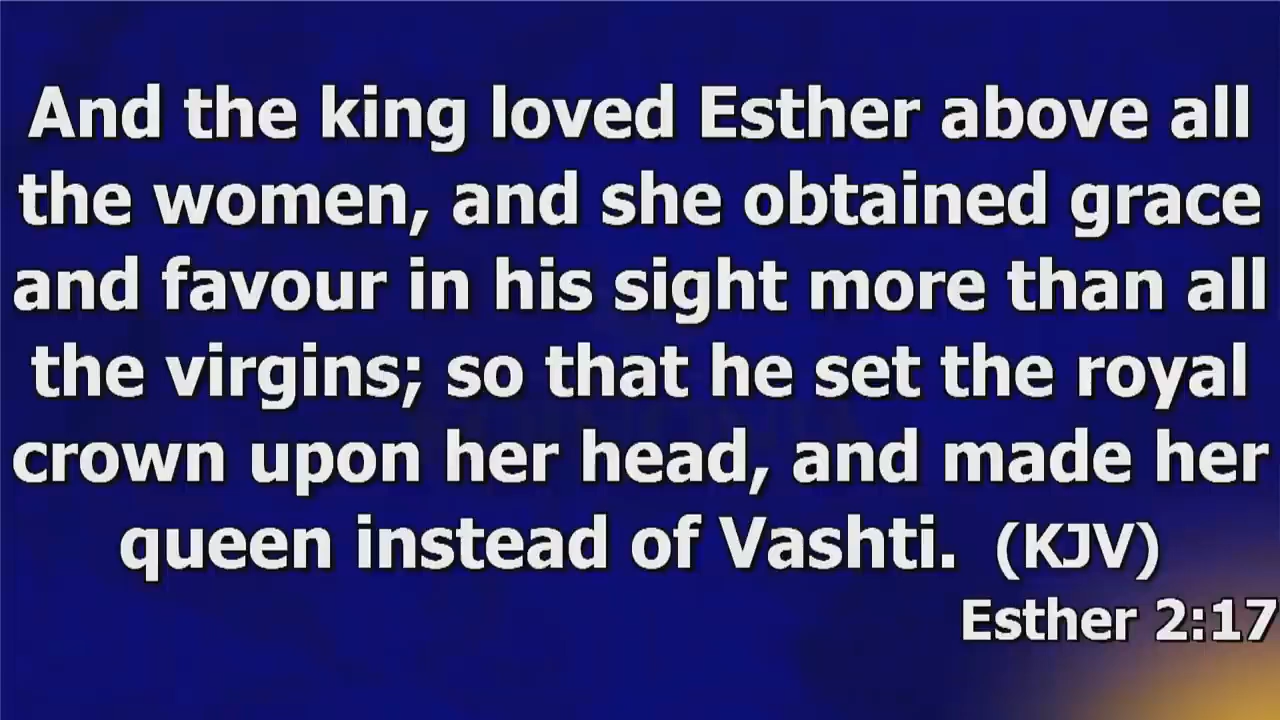 And the king loved Esther above all
the women, and she obtained grace
and favour in his sight more than all
the virgins; so that he set the royal
crown upon her head, and made her
queen instead of Vashti. (KJV)
Esther 2:17